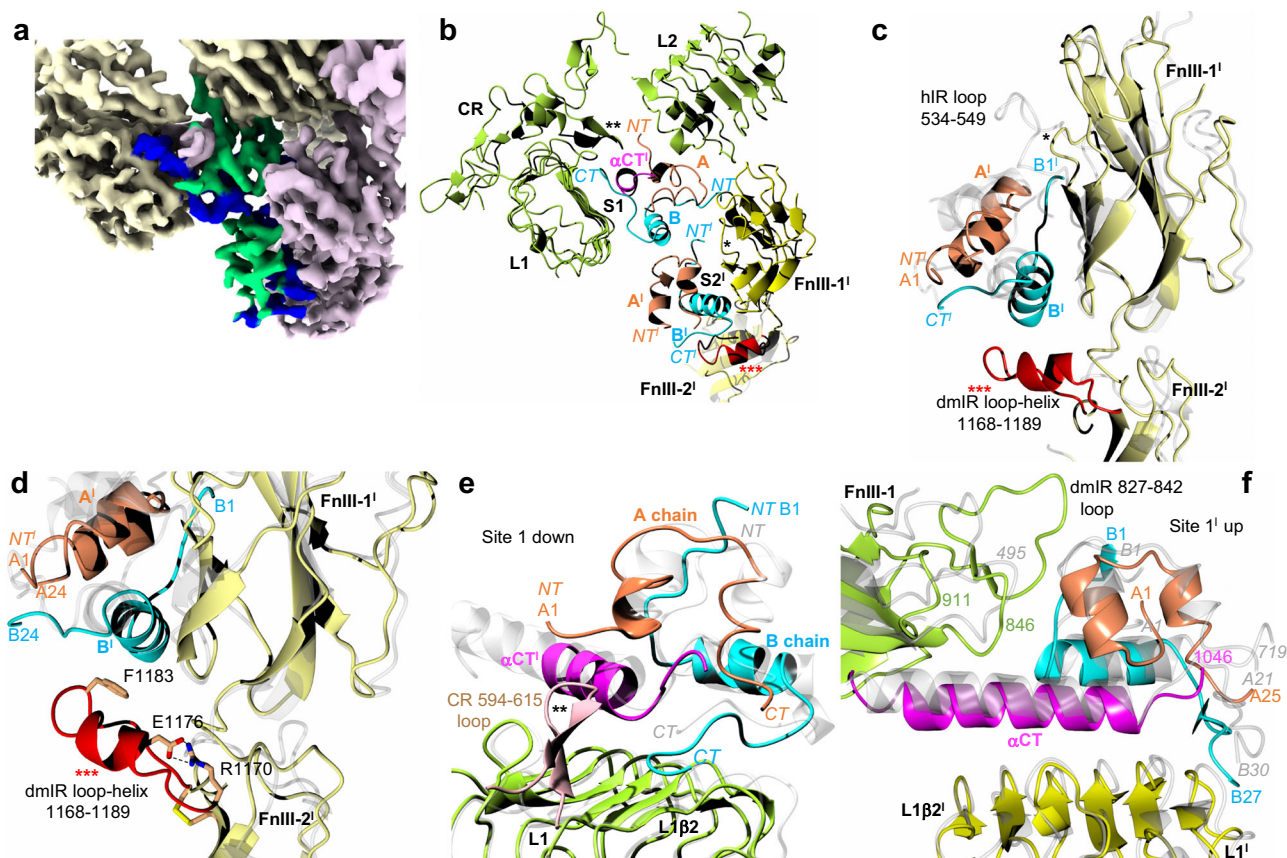 a
b
L2
CR
**
NT
αCTᴵ
A
CT
NT
S1
B
NTᴵ
*
L1
S2ᴵ
FnIII-1ᴵ
Aᴵ
NTᴵ
Bᴵ
CTᴵ
***
FnIII-2ᴵ
c
FnIII-1ᴵ
hIR loop
534-549
*
Aᴵ
B1ᴵ
NTᴵ
A1
CTᴵ
Bᴵ
***
FnIII-2ᴵ
dmIR loop-helix
1168-1189
d
Aᴵ
B1
FnIII-1ᴵ
NTᴵ
A1
A24
B24
Bᴵ
F1183
E1176
R1170
***
dmIR loop-helix
1168-1189
FnIII-2ᴵ
e
NT B1
A chain
NT
Site 1 down
NT
A1
B chain
αCTᴵ
CR 594-615
loop
**
CT
CT
CT
L1
L1β2
f
FnIII-1
dmIR 827-842
loop
Site 1ᴵ up
B1
B1
495
A1
911
A1
846
719
1046
A21
A25
αCT
B30
B27
L1β2ᴵ
L1ᴵ